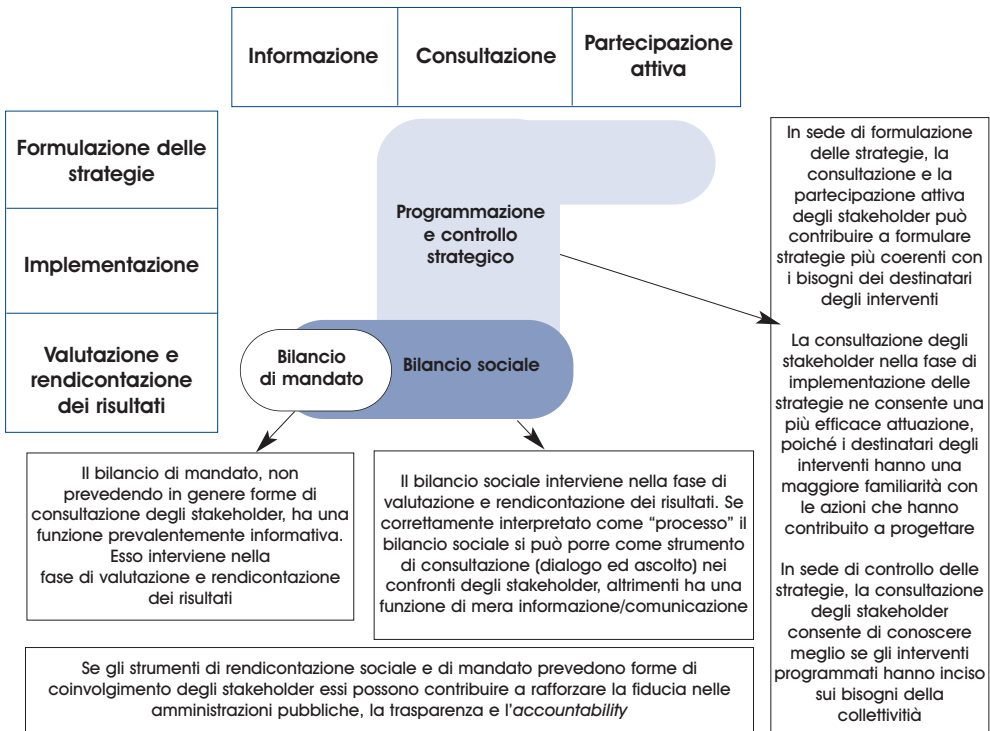 Informazione
Consultazione
Partecipazione
attiva
Formulazione delle
strategie
Implementazione
Valutazione e
rendicontazione
dei risultati
Programmazione
e controllo
strategico
Bilancio
di mandato
Bilancio sociale
Il bilancio di mandato, non
prevedendo in genere forme di
consultazione degli stakeholder, ha una
funzione prevalentemente informativa.
Esso interviene nella
fase di valutazione e rendicontazione
dei risultati
Il bilancio sociale interviene nella fase di
valutazione e rendicontazione dei risultati. Se
correttamente interpretato come “processo” il
bilancio sociale si può porre come strumento
di consultazione (dialogo ed ascolto) nei
confronti degli stakeholder, altrimenti ha una
funzione di mera informazione/comunicazione
In sede di formulazione
delle strategie, la
consultazione e la
partecipazione attiva
degli stakeholder può
contribuire a formulare
strategie più coerenti con
i bisogni dei destinatari
degli interventi
La consultazione degli
stakeholder nella fase di
implementazione delle
strategie ne consente una
più efficace attuazione,
poiché i destinatari degli
interventi hanno una
maggiore familiarità con
le azioni che hanno
contribuito a progettare
In sede di controllo delle
strategie, la consultazione
degli stakeholder
consente di conoscere
meglio se gli interventi
programmati hanno inciso
sui bisogni della
collettivitià
Se gli strumenti di rendicontazione sociale e di mandato prevedono forme di
coinvolgimento degli stakeholder essi possono contribuire a rafforzare la fiducia nelle
amministrazioni pubbliche, la trasparenza e l'accountability